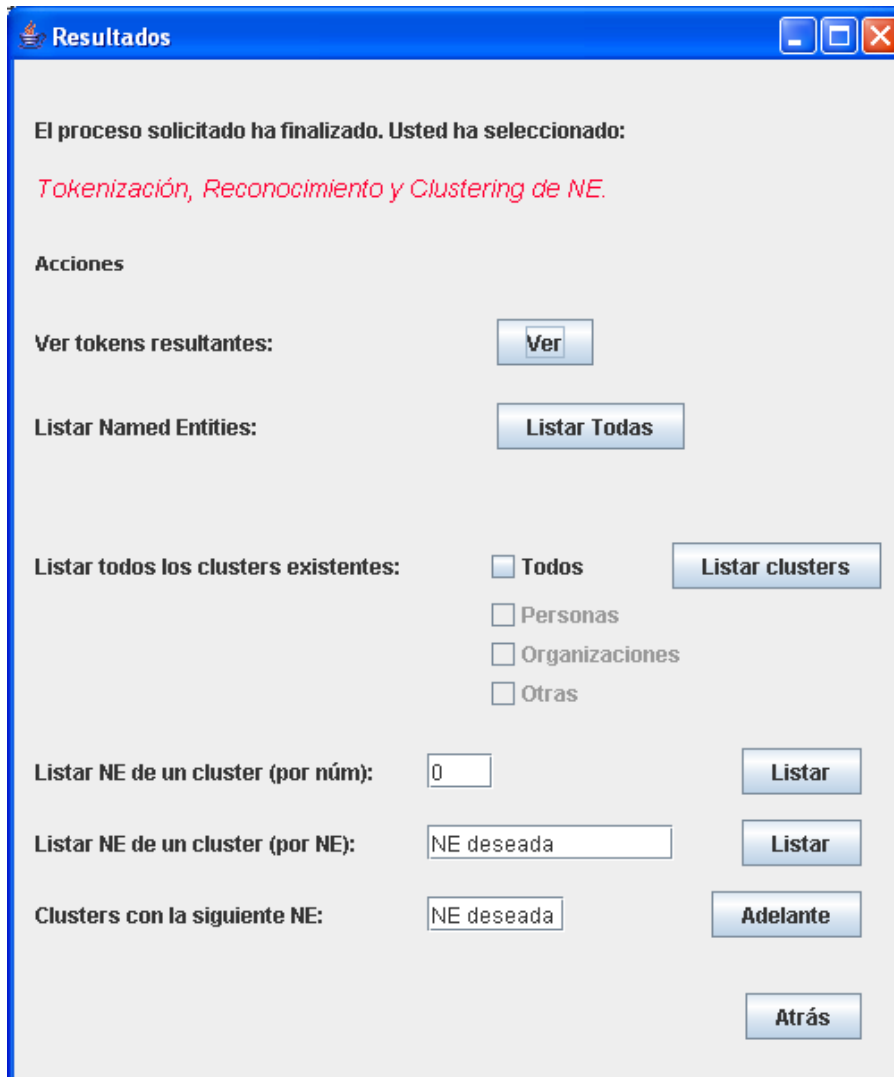 Resultados
El proceso solicitado ha finalizado. Usted ha seleccionado:
Tokenización, Reconocimiento y Clustering de NE.
Acciones
Ver tokens resultantes: Ver
Listar Named Entities: Listar Todas
Listar todos los clusters existentes: Todos Listar clusters
Personas
Organizaciones
Otras
Listar NE de un cluster (por núm): 0 Listar
Listar NE de un cluster (por NE): NE deseada Listar
Clusters con la siguiente NE: NE deseada Adelante
Atrás